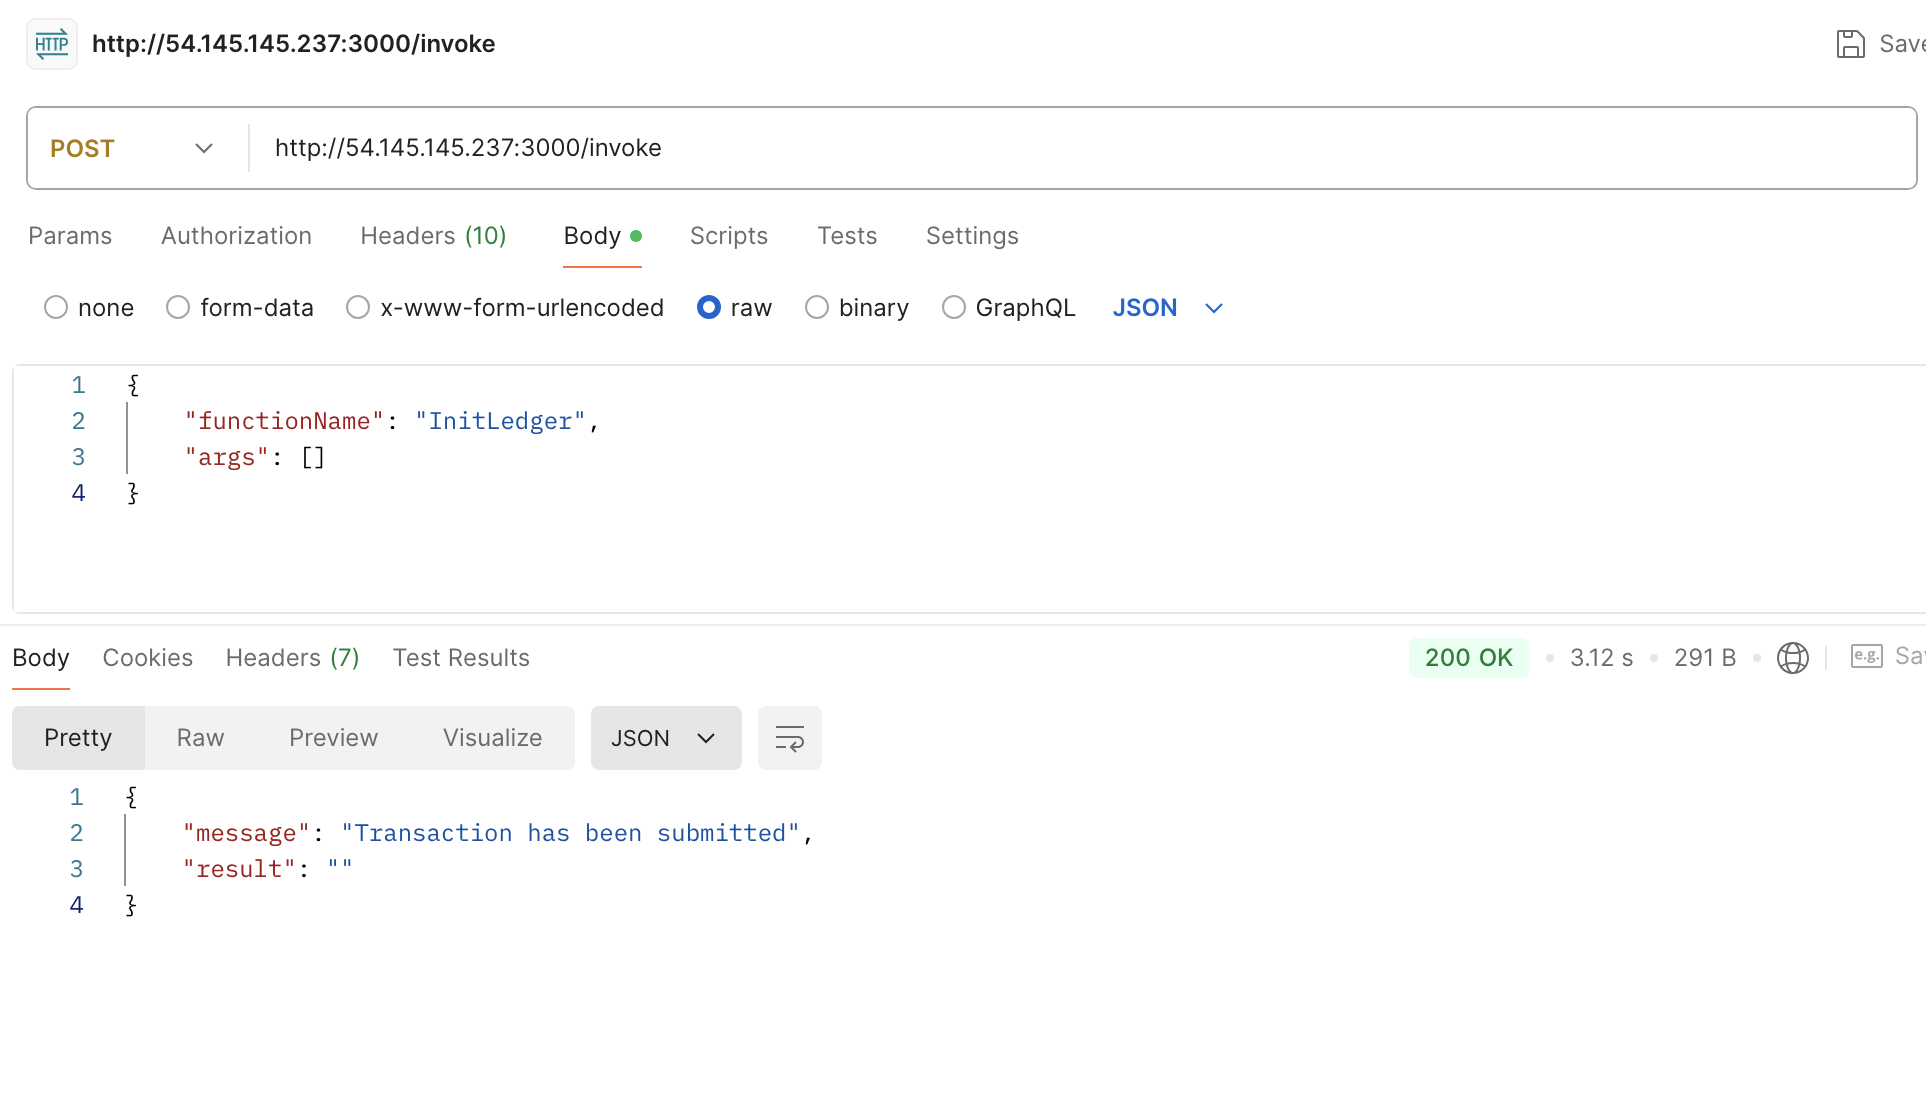 HTTP http://54.145.145.237:3000/invoke Save
POST http://54.145.145.237:3000/invoke
Params Authorization Headers (10) Body Scripts Tests Settings
none form-data x-www-form-urlencoded raw binary GraphQL JSON
1 {
2 "functionName": "InitLedger",
3 "args": []
4 }
Body Cookies Headers (7) Test Results 200 OK 3.12 s 291 B e.g. Sav
Pretty Raw Preview Visualize JSON
1 {
2 "message": "Transaction has been submitted",
3 "result": ""
4 }